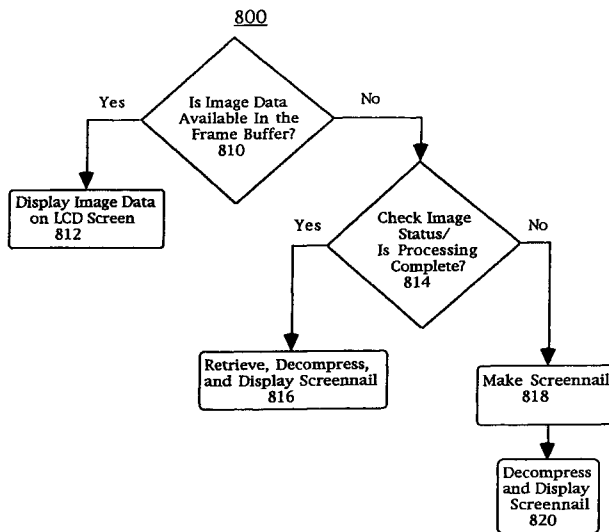 800
Yes
Is Image Data
Available In the
Frame Buffer?
810
No
Display Image Data
on LCD Screen
812
Yes
Check Image
Status/
Is Processing
Complete?
814
No
Retrieve, Decompress,
and Display Screennail
816
Make Screennail
818
Decompress
and Display
Screennail
820